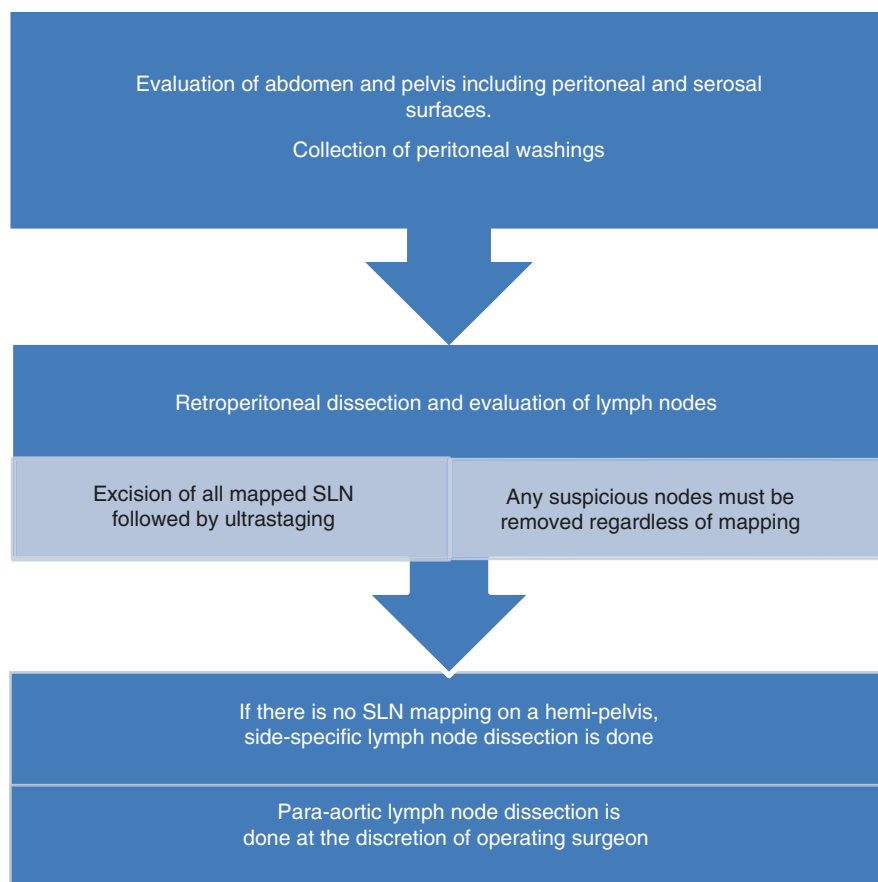 Evaluation of abdomen and pelvis including peritoneal and serosal
surfaces.
Collection of peritoneal washings
Retroperitoneal dissection and evaluation of lymph nodes
Excision of all mapped SLN
followed by ultrastaging
Any suspicious nodes must be
removed regardless of mapping
If there is no SLN mapping on a hemi-pelvis,
side-specific lymph node dissection is done
Para-aortic lymph node dissection is
done at the discretion of operating surgeon